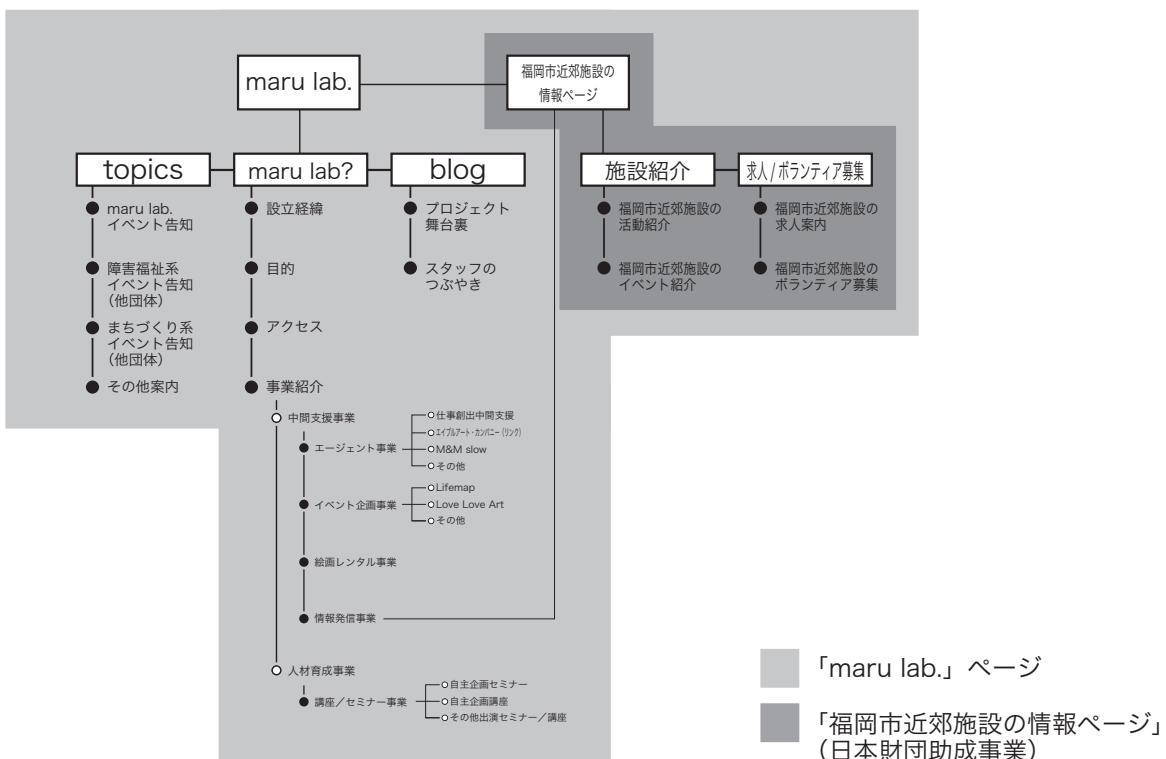 maru lab.
福岡市近郊施設の
情報ページ
topics
maru lab?
blog
施設紹介
求人/ボランティア募集
maru lab.
イベント告知
障害福祉系
イベント告知
(他団体)
まちづくり系
イベント告知
(他団体)
その他案内
設立経緯
目的
アクセス
事業紹介
プロジェクト
舞台裏
スタッフの
つぶやき
福岡市近郊施設の
活動紹介
福岡市近郊施設の
イベント紹介
福岡市近郊施設の
求人案内
福岡市近郊施設の
ボランティア募集
中間支援事業
エージェント事業
仕事創出中間支援
エイブルアート・カンパニー(リンク)
M&M slow
その他
イベント企画事業
Lifemap
Love Love Art
その他
絵画レンタル事業
情報発信事業
人材育成事業
講座/セミナー事業
自主企画セミナー
自主企画講座
その他出演セミナー/講座
「maru lab.」ページ
「福岡市近郊施設の情報ページ」
(日本財団助成事業)